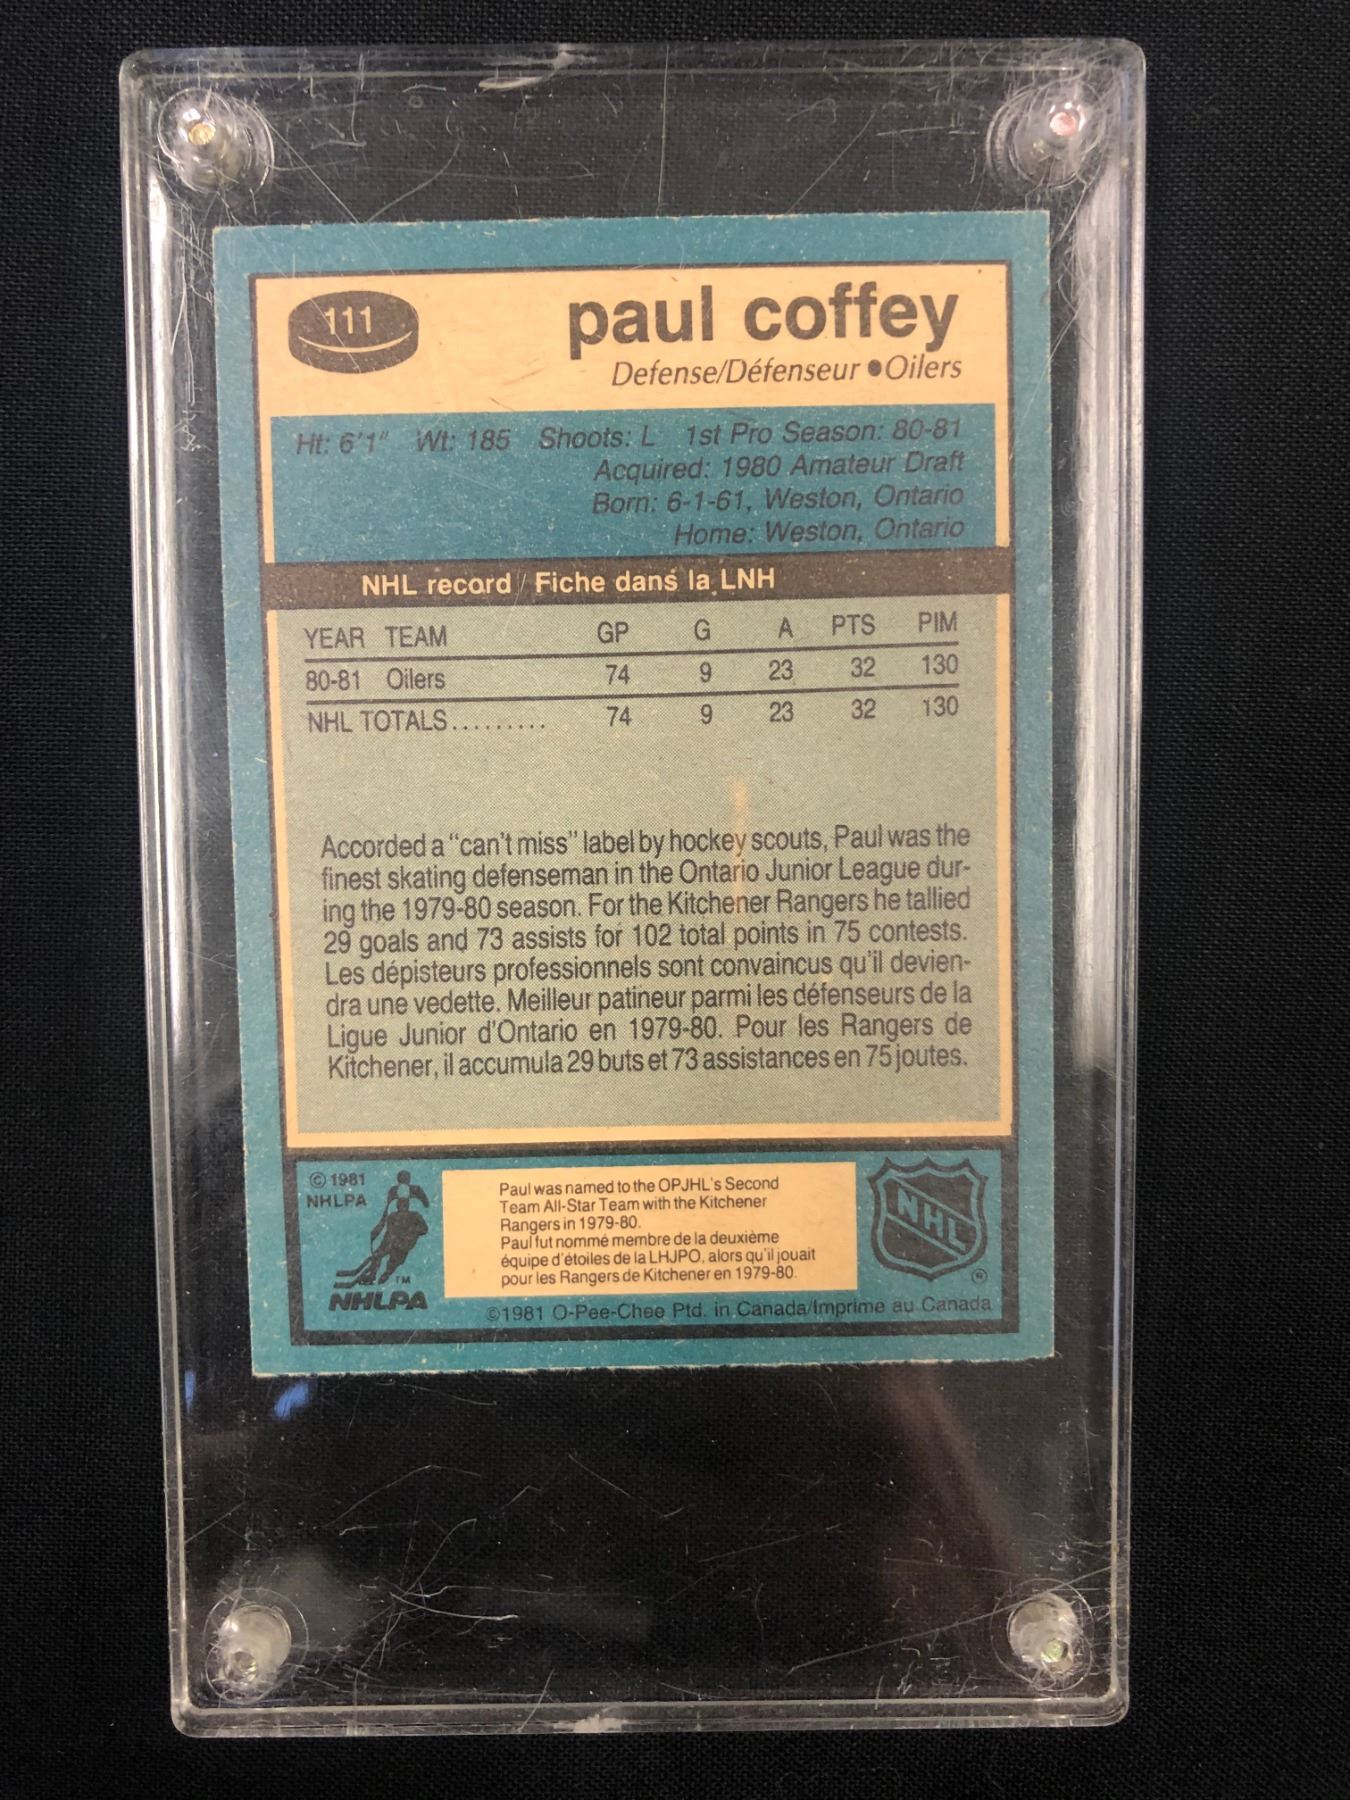 111
paul coffey
Defense/Défenseur ● Oilers
Ht: 6'1" Wt: 185 Shoots: L 1st Pro Season: 80-81
Acquired: 1980 Amateur Draft
Born: 6-1-61, Weston, Ontario
Home: Weston, Ontario
NHL record / Fiche dans la LNH
YEAR TEAM GP G A PTS PIM
80-81 Oilers 74 9 23 32 130
NHL TOTALS......... 74 9 23 32 130
Accorded a "can't miss" label by hockey scouts, Paul was the
finest skating defenseman in the Ontario Junior League dur-
ing the 1979-80 season. For the Kitchener Rangers he tallied
29 goals and 73 assists for 102 total points in 75 contests.
Les dépisteurs professionnels sont convaincus qu'il devien-
dra une vedette. Meilleur patineur parmi les défenseurs de la
Ligue Junior d'Ontario en 1979-80. Pour les Rangers de
Kitchener, il accumula 29 buts et 73 assistances en 75 joutes.
© 1981
NHLPA
TM
NHLPA
Paul was named to the OPJHL's Second
Team All-Star Team with the Kitchener
Rangers in 1979-80.
Paul fut nommé membre de la deuxième
équipe d'étoiles de la LHJPO, alors qu'il jouait
pour les Rangers de Kitchener en 1979-80.
NHL
®
©1981 O-Pee-Chee Ptd. in Canada/Imprime au Canada